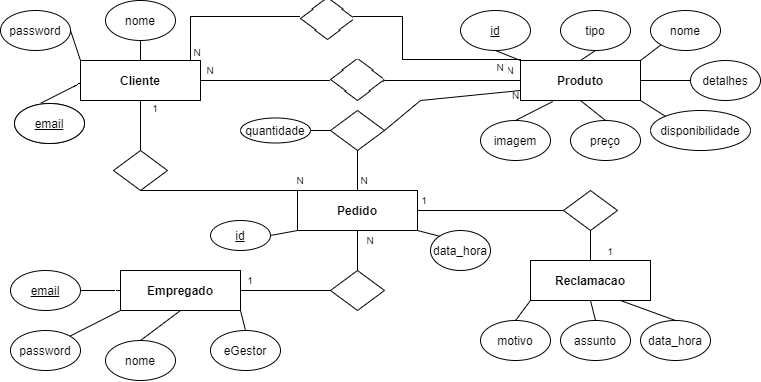 password
nome
email
Cliente
N
N
1
id
tipo
nome
detalhes
Produto
N
N
N
imagem
preço
disponibilidade
quantidade
N
N
Pedido
1
id
N
data_hora
1
Reclamacao
motivo
assunto
data_hora
email
Empregado
1
password
nome
eGestor